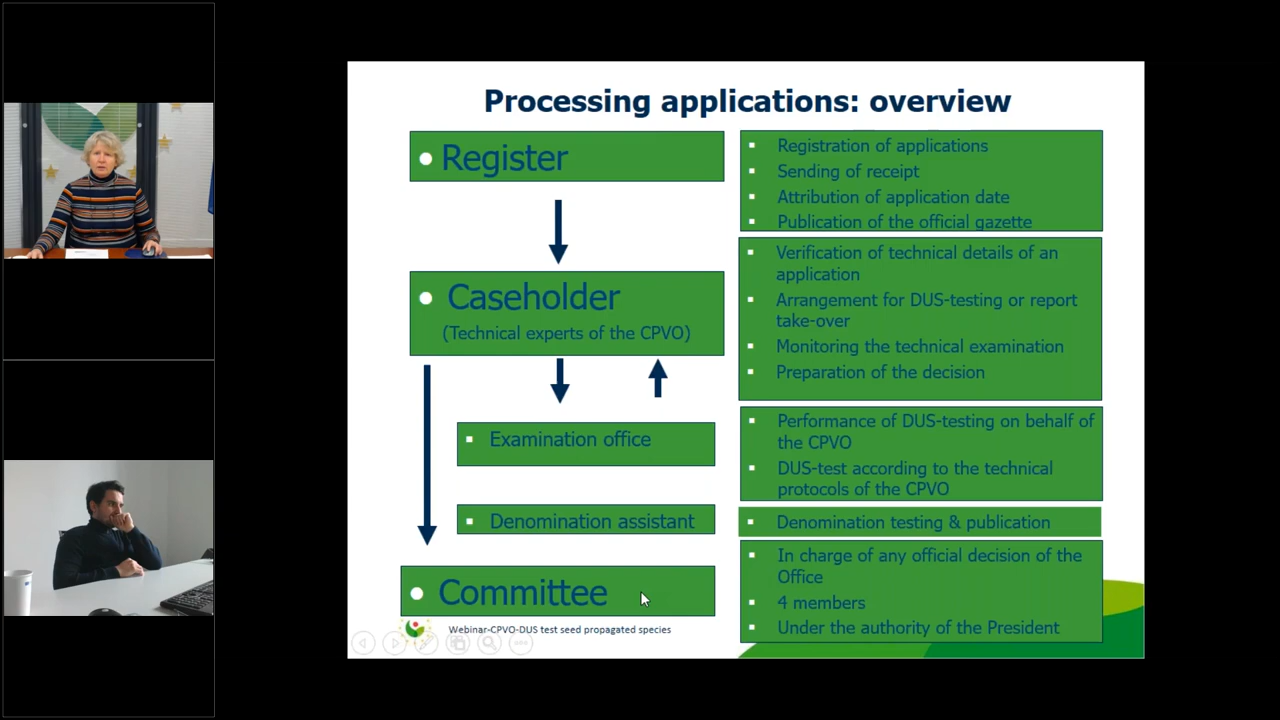 Processing applications: overview
Register
Registration of applications
Sending of receipt
Attribution of application date
Publication of the official gazette
Caseholder
(Technical experts of the CPVO)
Verification of technical details of an
application
Arrangement for DUS-testing or report
take-over
Monitoring the technical examination
Preparation of the decision
Examination office
Performance of DUS-testing on behalf of
the CPVO
DUS-test according to the technical
protocols of the CPVO
Denomination assistant
Denomination testing & publication
Committee
In charge of any official decision of the
Office
4 members
Under the authority of the President
Webinar-CPVO-DUS test seed propagated species